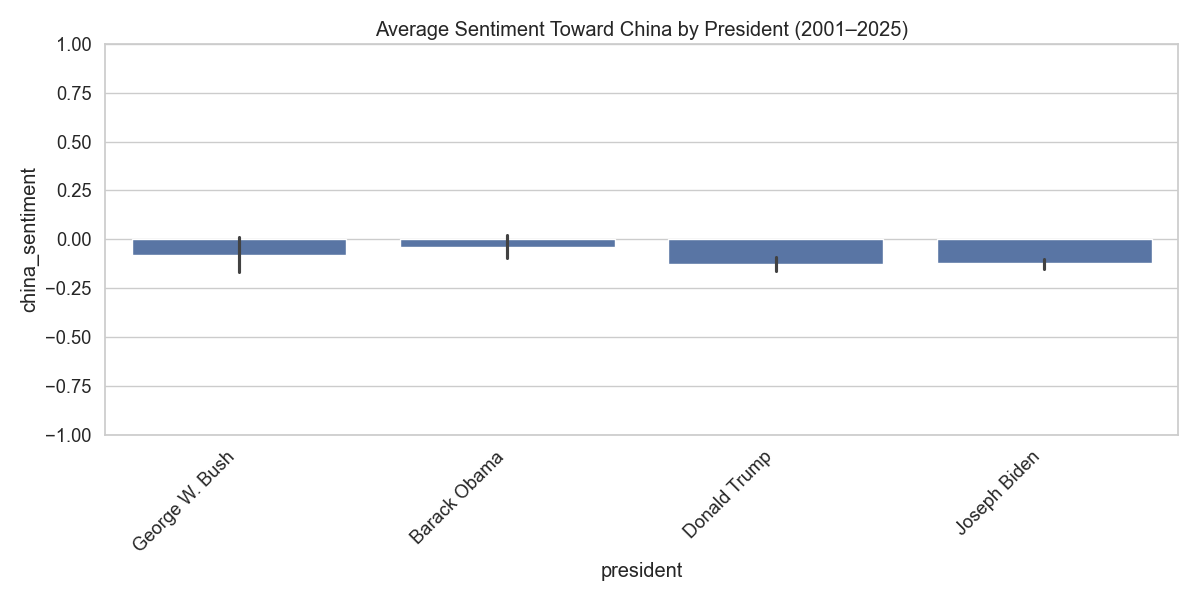 Average Sentiment Toward China by President (2001–2025)
1.00
0.75
0.50
0.25
0.00
−0.25
−0.50
−0.75
−1.00
china_sentiment
George W. Bush
Barack Obama
Donald Trump
Joseph Biden
president